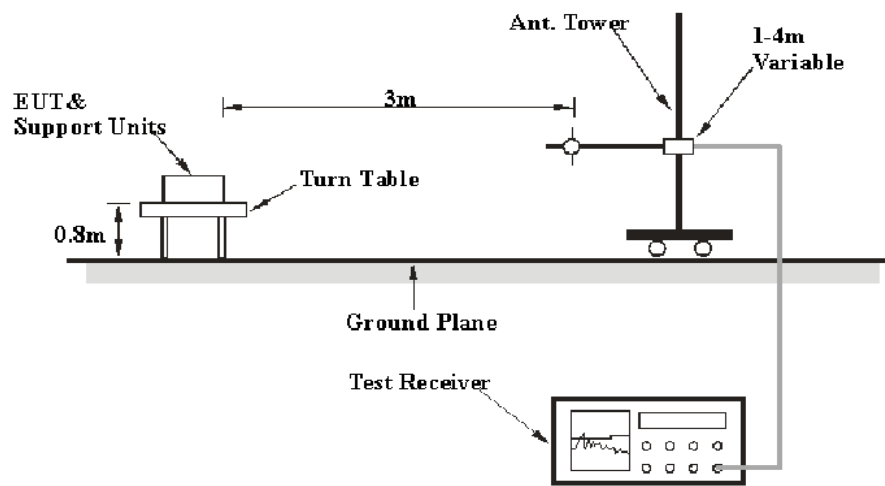 Ant. Tower
1-4m
Variable
3m
EUT&
Support Units
Turn Table
0.8m
Ground Plane
Test Receiver